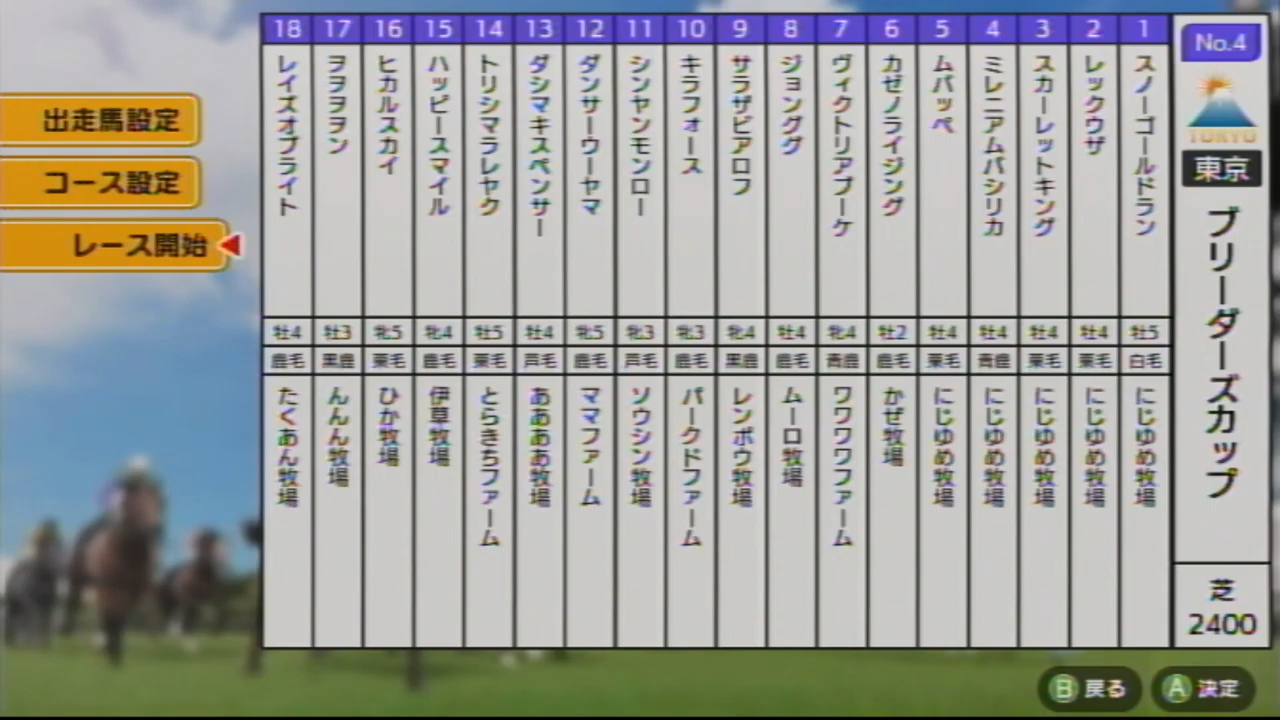 出走馬設定
コース設定
レース開始
No.4
TOKYO
東京
ブリーダーズカップ
芝
2400
1
スノーゴールドラン
牡5
白毛
にじゆめ牧場
2
レックウザ
牡4
栗毛
にじゆめ牧場
3
スカーレットキング
牡4
栗毛
にじゆめ牧場
4
ミレニアムバシリカ
牡4
青鹿
にじゆめ牧場
5
ムバッペ
牡4
栗毛
にじゆめ牧場
6
カゼノライジング
牡2
鹿毛
かぜ牧場
7
ヴィクトリアブーケ
牝4
青鹿
ワワワワファーム
8
ジョングク
牡4
鹿毛
ムーロ牧場
9
サラザビアロフ
牝4
黒鹿
レンボウ牧場
10
キラフォース
牝3
鹿毛
パークドファーム
11
シンヤンモンロー
牝3
芦毛
ソウシン牧場
12
ダンサーウーヤマ
牝5
鹿毛
ママファーム
13
ダシマキスペンサー
牡4
芦毛
ああああ牧場
14
トリシマラレヤク
牡5
栗毛
とらきちファーム
15
ハッピースマイル
牝4
鹿毛
伊草牧場
16
ヒカルスカイ
牝5
栗毛
ひか牧場
17
ヲヲヲヲン
牡3
黒鹿
んんん牧場
18
レイズオブライト
牡4
鹿毛
たくあん牧場
B 戻る
A 決定